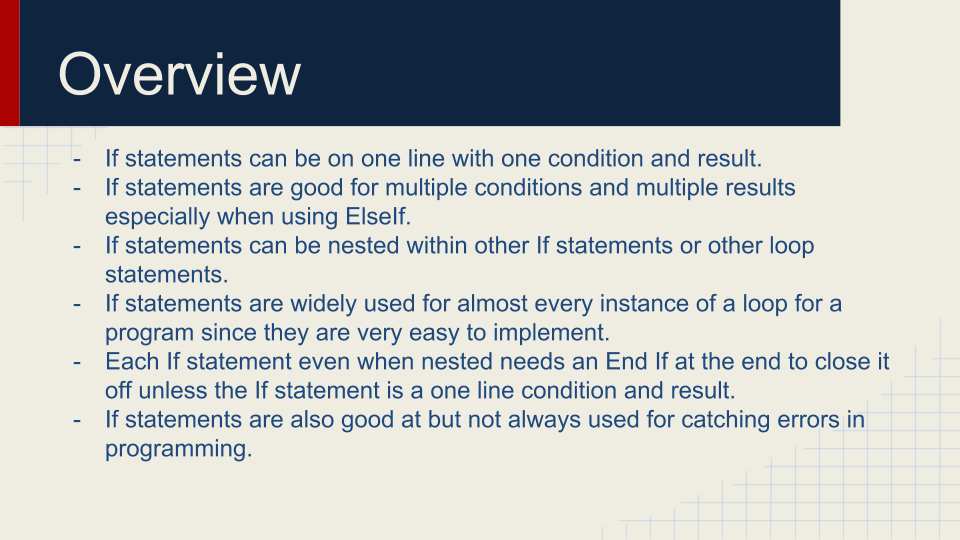 Overview
- If statements can be on one line with one condition and result.
- If statements are good for multiple conditions and multiple results
especially when using ElseIf.
- If statements can be nested within other If statements or other loop
statements.
- If statements are widely used for almost every instance of a loop for a
program since they are very easy to implement.
- Each If statement even when nested needs an End If at the end to close it
off unless the If statement is a one line condition and result.
- If statements are also good at but not always used for catching errors in
programming.